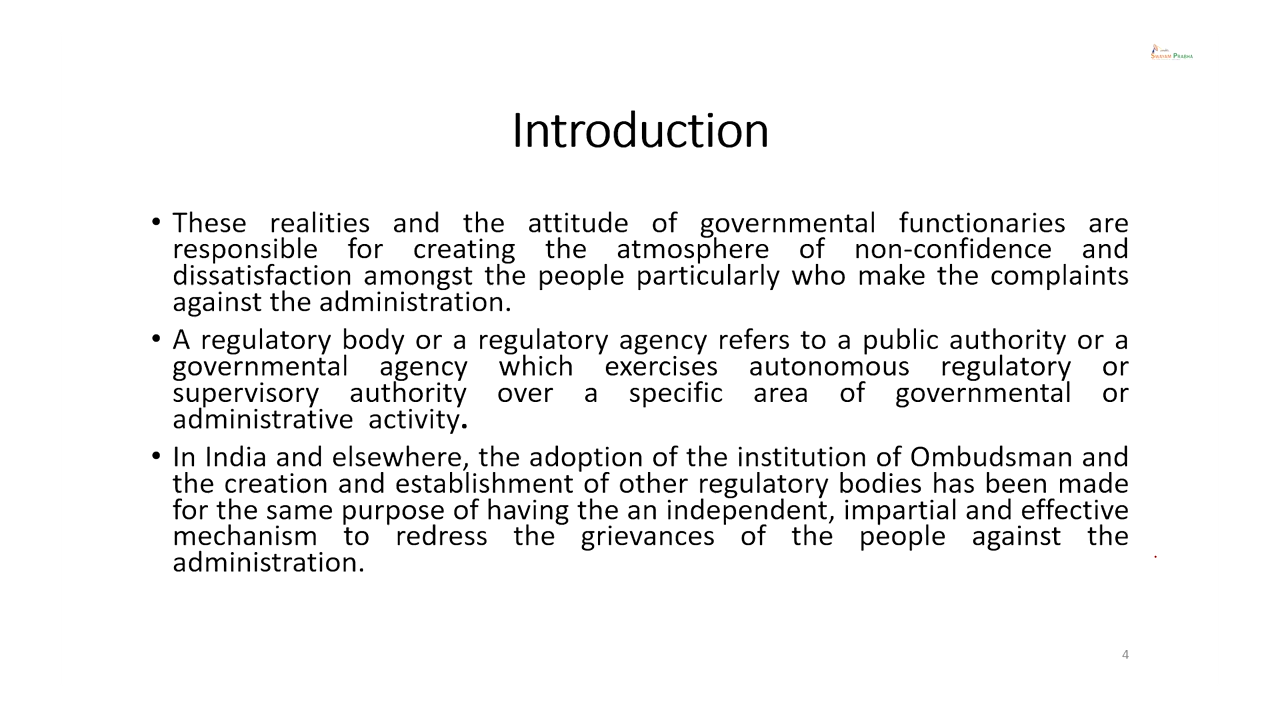 SWAYAM PRABHA
Introduction
• These realities and the attitude of governmental functionaries are
responsible for creating the atmosphere of non-confidence and
dissatisfaction amongst the people particularly who make the complaints
against the administration.
• A regulatory body or a regulatory agency refers to a public authority or a
governmental agency which exercises autonomous regulatory or
supervisory authority over a specific area of governmental or
administrative activity.
• In India and elsewhere, the adoption of the institution of Ombudsman and
the creation and establishment of other regulatory bodies has been made
for the same purpose of having the an independent, impartial and effective
mechanism to redress the grievances of the people against the
administration.
4